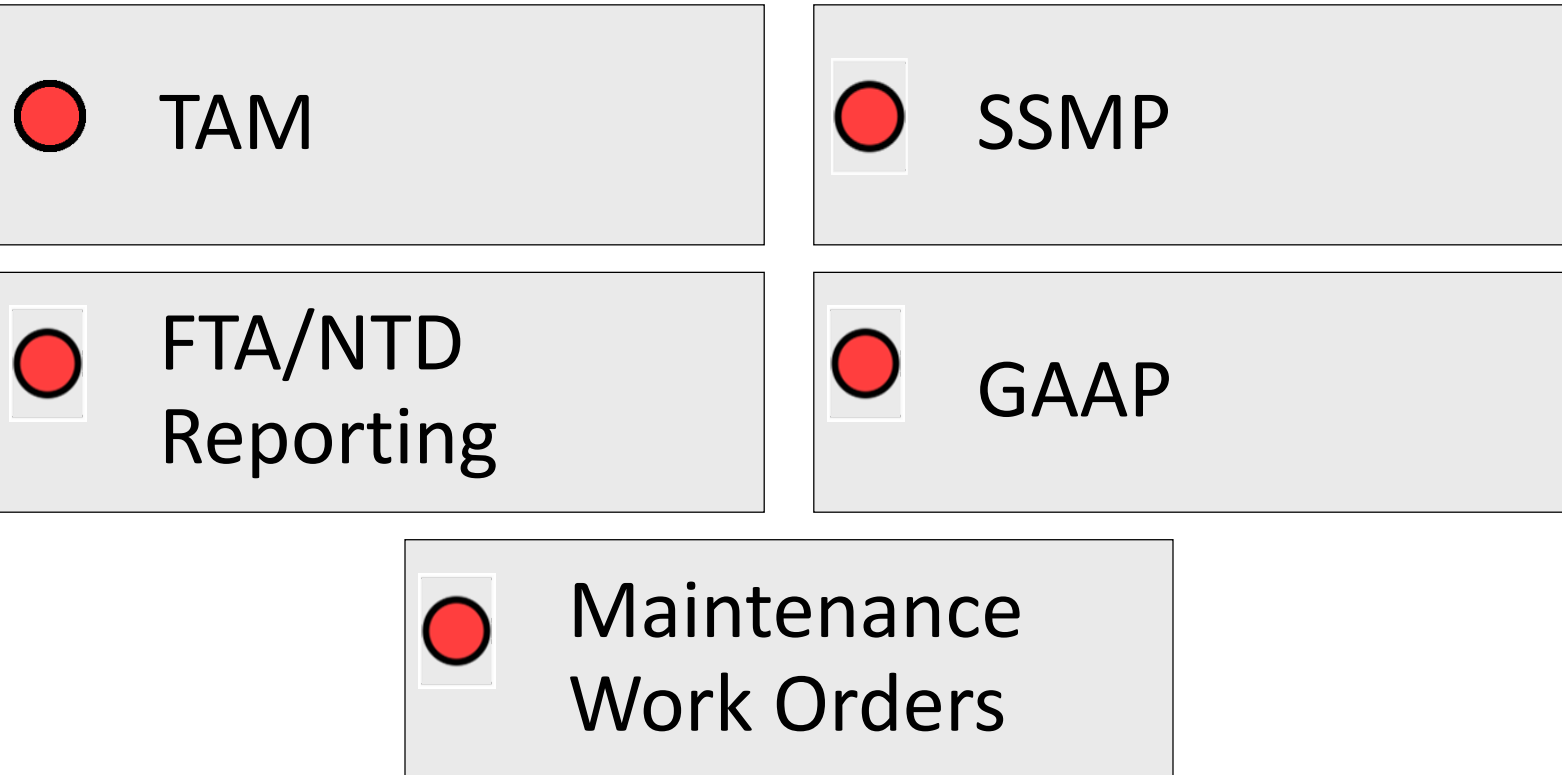 TAM
SSMP
FTA/NTD
Reporting
GAAP
Maintenance
Work Orders